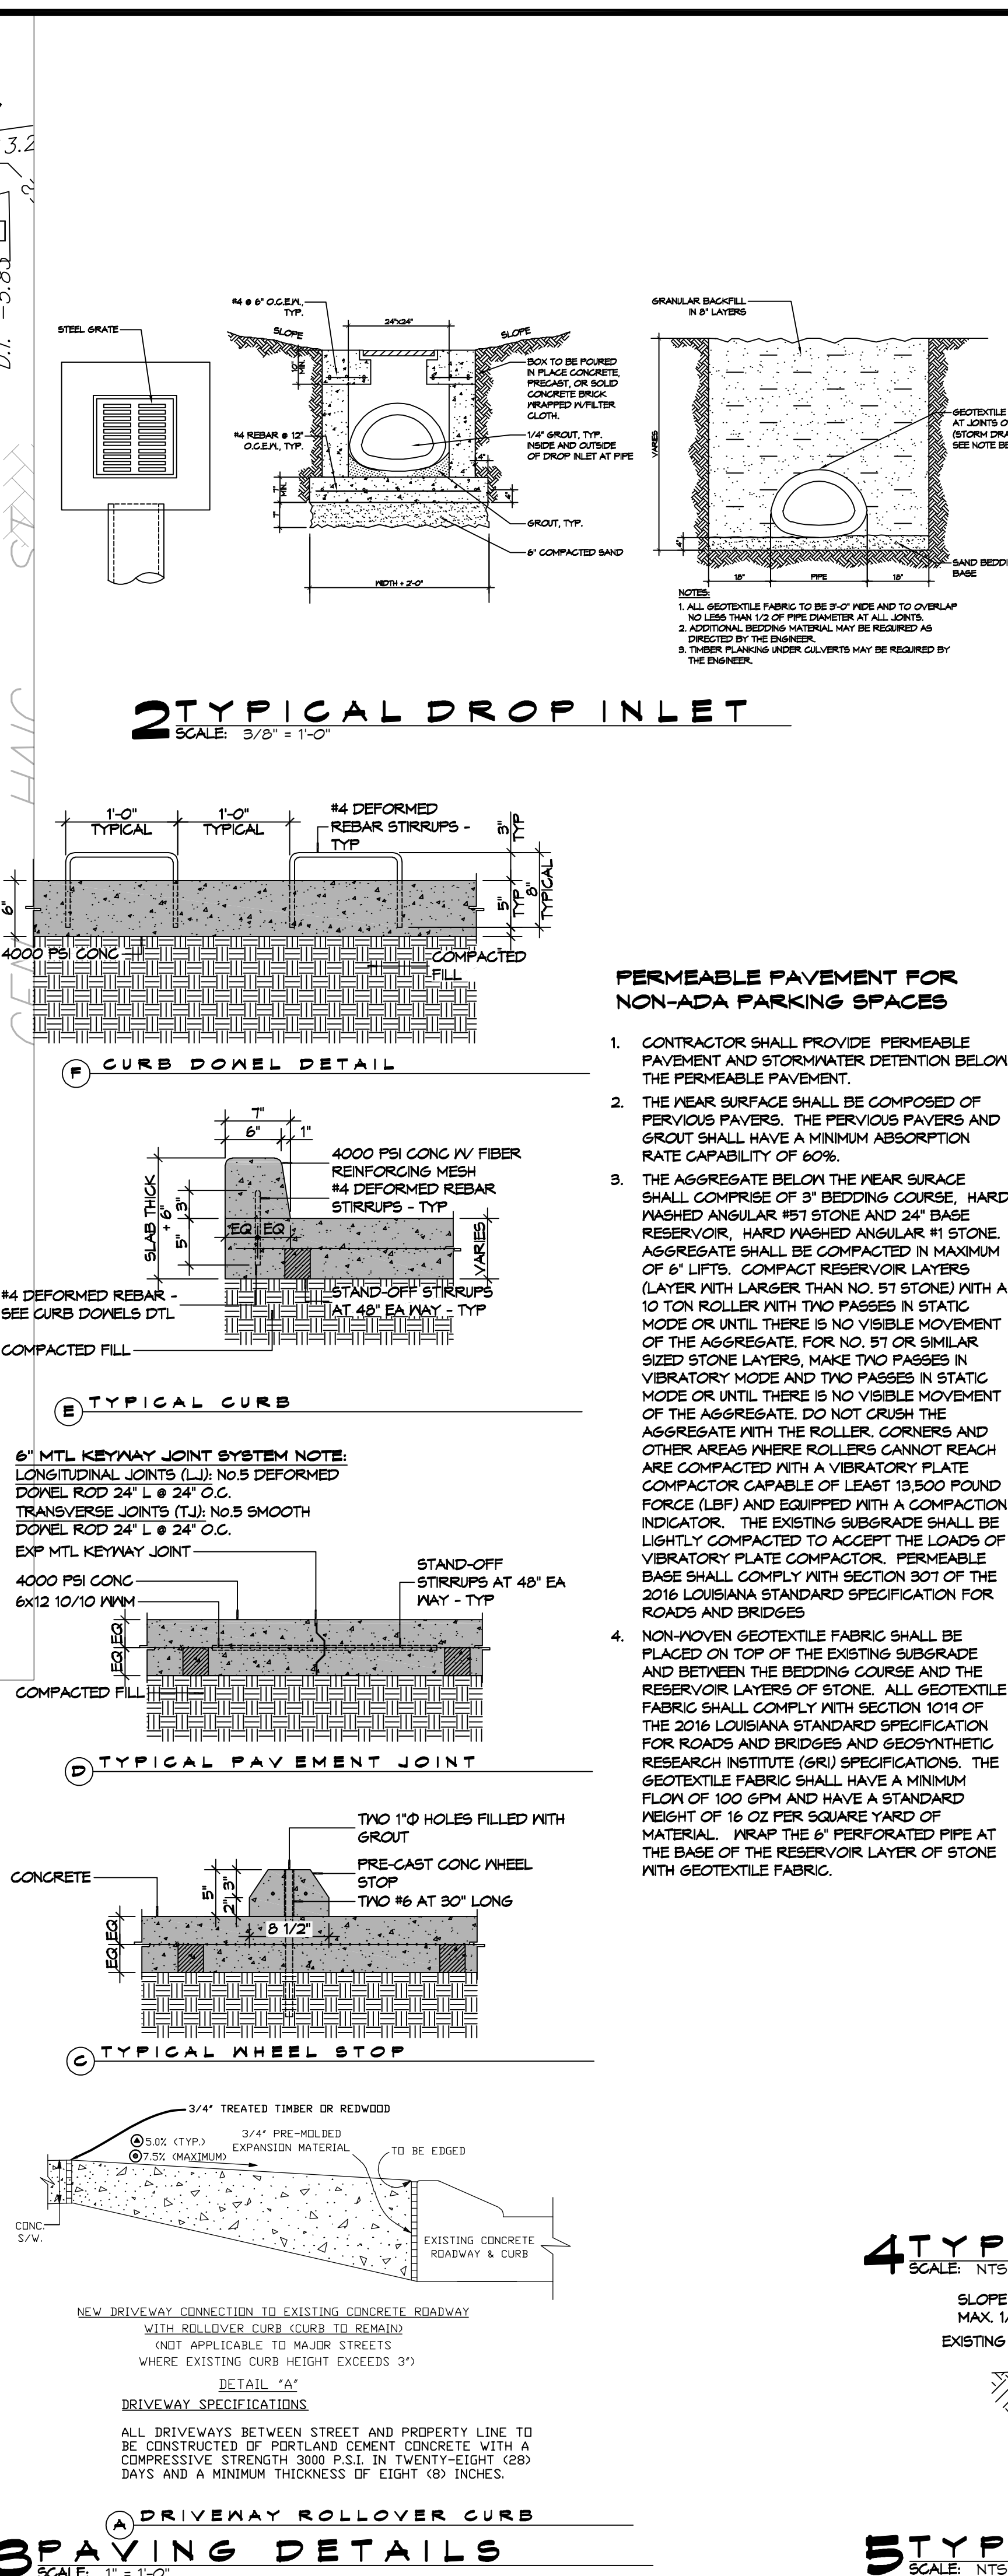 3.2
D.I. -5.83
STEEL GRATE
#4 @ 6" O.C.E.W.,
TYP.
SLOPE
24"x24"
SLOPE
MIN.
BOX TO BE POURED
IN PLACE CONCRETE,
PRECAST, OR SOLID
CONCRETE BRICK
WRAPPED W/FILTER
CLOTH.
#4 REBAR @ 12"
O.C.E.W., TYP.
1/4" GROUT, TYP.
INSIDE AND OUTSIDE
OF DROP INLET AT PIPE
4"
7"
MIN.
4"
7"
GROUT, TYP.
6" COMPACTED SAND
WIDTH + 2'-0"
GRANULAR BACKFILL
IN 8" LAYERS
VARIES
GEOTEXTILE
AT JOINTS O
(STORM DRA
SEE NOTE BE
4"
SAND BEDDI
BASE
18"
PIPE
18"
NOTES:
1. ALL GEOTEXTILE FABRIC TO BE 3'-0" WIDE AND TO OVERLAP
NO LESS THAN 1/2 OF PIPE DIAMETER AT ALL JOINTS.
2. ADDITIONAL BEDDING MATERIAL MAY BE REQUIRED AS
DIRECTED BY THE ENGINEER.
3. TIMBER PLANKING UNDER CULVERTS MAY BE REQUIRED BY
THE ENGINEER.
2 TYPICAL DROP INLET
SCALE: 3/8" = 1'-0"
1'-0"
TYPICAL
1'-0"
TYPICAL
#4 DEFORMED
REBAR STIRRUPS -
TYP
3"
TYP
8"
TYPICAL
5"
TYP
6"
4000 PSI CONC
COMPACTED
FILL
F CURB DOWEL DETAIL
7"
6"
1"
4000 PSI CONC W/ FIBER
REINFORCING MESH
#4 DEFORMED REBAR
STIRRUPS - TYP
SLAB THICK
+ 6"
3"
5"
EQ
EQ
VARIES
#4 DEFORMED REBAR -
SEE CURB DOWELS DTL
STAND-OFF STIRRUPS
AT 48" EA WAY - TYP
COMPACTED FILL
E TYPICAL CURB
6" MTL KEYWAY JOINT SYSTEM NOTE:
LONGITUDINAL JOINTS (LJ): No.5 DEFORMED
DOWEL ROD 24" L @ 24" O.C.
TRANSVERSE JOINTS (TJ): No.5 SMOOTH
DOWEL ROD 24" L @ 24" O.C.
EXP MTL KEYWAY JOINT
4000 PSI CONC
6x12 10/10 WWM
STAND-OFF
STIRRUPS AT 48" EA
WAY - TYP
EQ
EQ
COMPACTED FILL
D TYPICAL PAVEMENT JOINT
TWO 1"Φ HOLES FILLED WITH
GROUT
CONCRETE
PRE-CAST CONC WHEEL
STOP
TWO #6 AT 30" LONG
5"
3"
2"
8 1/2"
EQ
EQ
C TYPICAL WHEEL STOP
3/4" TREATED TIMBER OR REDWOOD
5.0% (TYP.)
7.5% (MAXIMUM)
3/4" PRE-MOLDED
EXPANSION MATERIAL
TO BE EDGED
CONC.
S/W.
EXISTING CONCRETE
ROADWAY & CURB
NEW DRIVEWAY CONNECTION TO EXISTING CONCRETE ROADWAY
WITH ROLLOVER CURB (CURB TO REMAIN)
(NOT APPLICABLE TO MAJOR STREETS
WHERE EXISTING CURB HEIGHT EXCEEDS 3")
DETAIL "A"
DRIVEWAY SPECIFICATIONS
ALL DRIVEWAYS BETWEEN STREET AND PROPERTY LINE TO
BE CONSTRUCTED OF PORTLAND CEMENT CONCRETE WITH A
COMPRESSIVE STRENGTH 3000 P.S.I. IN TWENTY-EIGHT (28)
DAYS AND A MINIMUM THICKNESS OF EIGHT (8) INCHES.
A DRIVEWAY ROLLOVER CURB
3 PAVING DETAILS
SCALE: 1" = 1'-0"
PERMEABLE PAVEMENT FOR
NON-ADA PARKING SPACES
1. CONTRACTOR SHALL PROVIDE PERMEABLE
PAVEMENT AND STORMWATER DETENTION BELOW
THE PERMEABLE PAVEMENT.
2. THE WEAR SURFACE SHALL BE COMPOSED OF
PERVIOUS PAVERS. THE PERVIOUS PAVERS AND
GROUT SHALL HAVE A MINIMUM ABSORPTION
RATE CAPABILITY OF 60%.
3. THE AGGREGATE BELOW THE WEAR SURACE
SHALL COMPRISE OF 3" BEDDING COURSE, HARD
WASHED ANGULAR #57 STONE AND 24" BASE
RESERVOIR, HARD WASHED ANGULAR #1 STONE.
AGGREGATE SHALL BE COMPACTED IN MAXIMUM
OF 6" LIFTS. COMPACT RESERVOIR LAYERS
(LAYER WITH LARGER THAN NO. 57 STONE) WITH A
10 TON ROLLER WITH TWO PASSES IN STATIC
MODE OR UNTIL THERE IS NO VISIBLE MOVEMENT
OF THE AGGREGATE. FOR NO. 57 OR SIMILAR
SIZED STONE LAYERS, MAKE TWO PASSES IN
VIBRATORY MODE AND TWO PASSES IN STATIC
MODE OR UNTIL THERE IS NO VISIBLE MOVEMENT
OF THE AGGREGATE. DO NOT CRUSH THE
AGGREGATE WITH THE ROLLER. CORNERS AND
OTHER AREAS WHERE ROLLERS CANNOT REACH
ARE COMPACTED WITH A VIBRATORY PLATE
COMPACTOR CAPABLE OF LEAST 13,500 POUND
FORCE (LBF) AND EQUIPPED WITH A COMPACTION
INDICATOR. THE EXISTING SUBGRADE SHALL BE
LIGHTLY COMPACTED TO ACCEPT THE LOADS OF
VIBRATORY PLATE COMPACTOR. PERMEABLE
BASE SHALL COMPLY WITH SECTION 307 OF THE
2016 LOUISIANA STANDARD SPECIFICATION FOR
ROADS AND BRIDGES
4. NON-WOVEN GEOTEXTILE FABRIC SHALL BE
PLACED ON TOP OF THE EXISTING SUBGRADE
AND BETWEEN THE BEDDING COURSE AND THE
RESERVOIR LAYERS OF STONE. ALL GEOTEXTILE
FABRIC SHALL COMPLY WITH SECTION 1019 OF
THE 2016 LOUISIANA STANDARD SPECIFICATION
FOR ROADS AND BRIDGES AND GEOSYNTHETIC
RESEARCH INSTITUTE (GRI) SPECIFICATIONS. THE
GEOTEXTILE FABRIC SHALL HAVE A MINIMUM
FLOW OF 100 GPM AND HAVE A STANDARD
WEIGHT OF 16 OZ PER SQUARE YARD OF
MATERIAL. WRAP THE 6" PERFORATED PIPE AT
THE BASE OF THE RESERVOIR LAYER OF STONE
WITH GEOTEXTILE FABRIC.
4 TYP
SCALE: NTS
SLOPE
MAX. 1/
EXISTING
5 TYP
SCALE: NTS